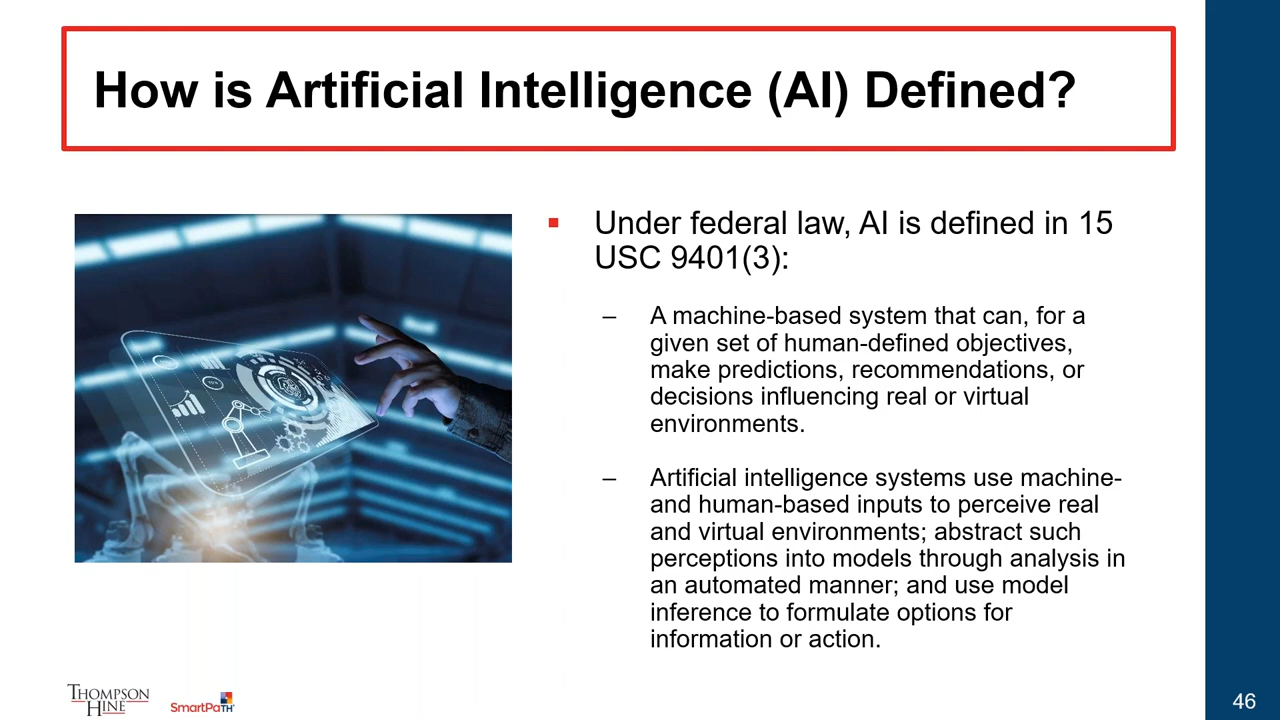 How is Artificial Intelligence (AI) Defined?
▪ Under federal law, AI is defined in 15
USC 9401(3):
– A machine-based system that can, for a
given set of human-defined objectives,
make predictions, recommendations, or
decisions influencing real or virtual
environments.
– Artificial intelligence systems use machine-
and human-based inputs to perceive real
and virtual environments; abstract such
perceptions into models through analysis in
an automated manner; and use model
inference to formulate options for
information or action.
THOMPSON
HINE
SmartPaTH
46